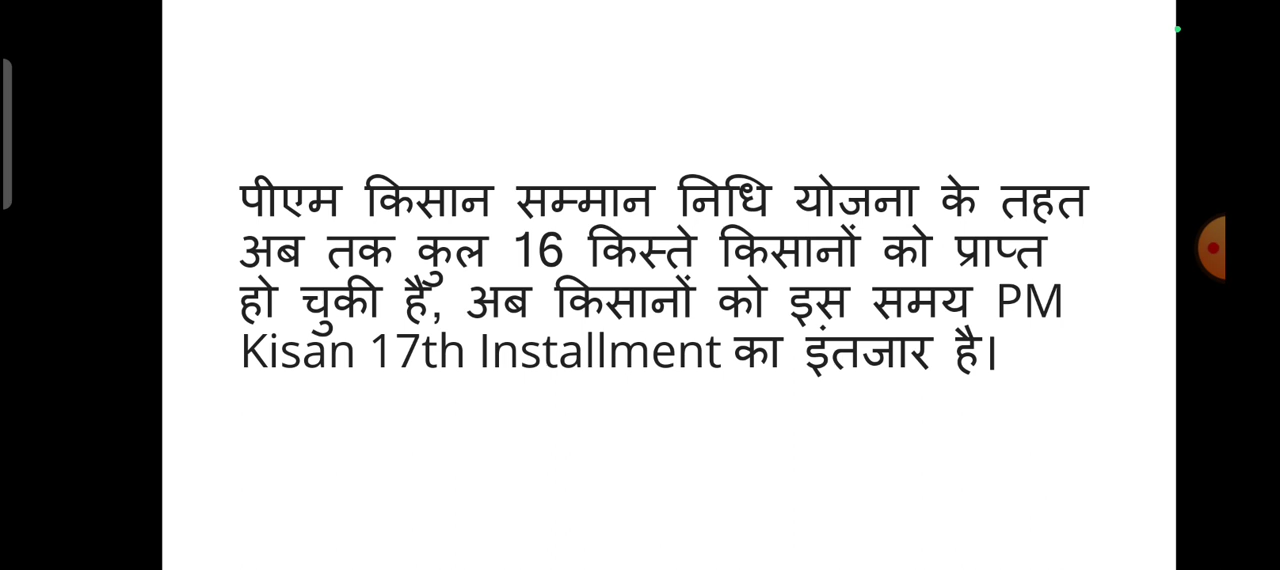 पीएम किसान सम्मान निधि योजना के तहत
अब तक कुल 16 किस्ते किसानों को प्राप्त
हो चुकी हैं, अब किसानों को इस समय PM
Kisan 17th Installment का इंतजार है।